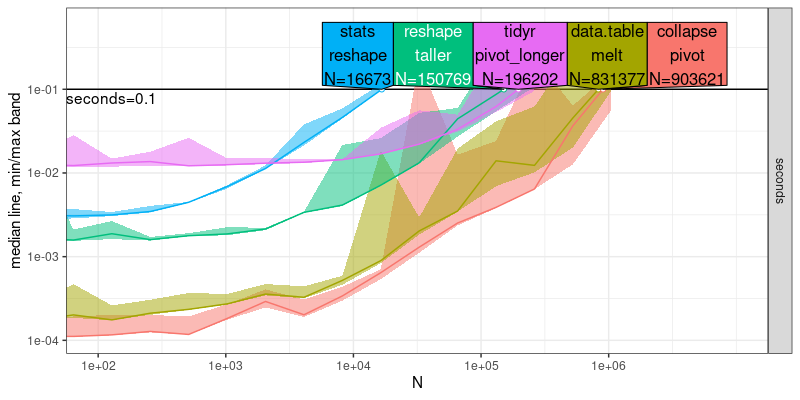 stats
reshape
N=16673
reshape
taller
N=150769
tidyr
pivot_longer
N=196202
data.table
melt
N=831377
collapse
pivot
N=903621
seconds=0.1
1e-01
1e-02
1e-03
1e-04
median line, min/max band
seconds
1e+02
1e+03
1e+04
1e+05
1e+06
N